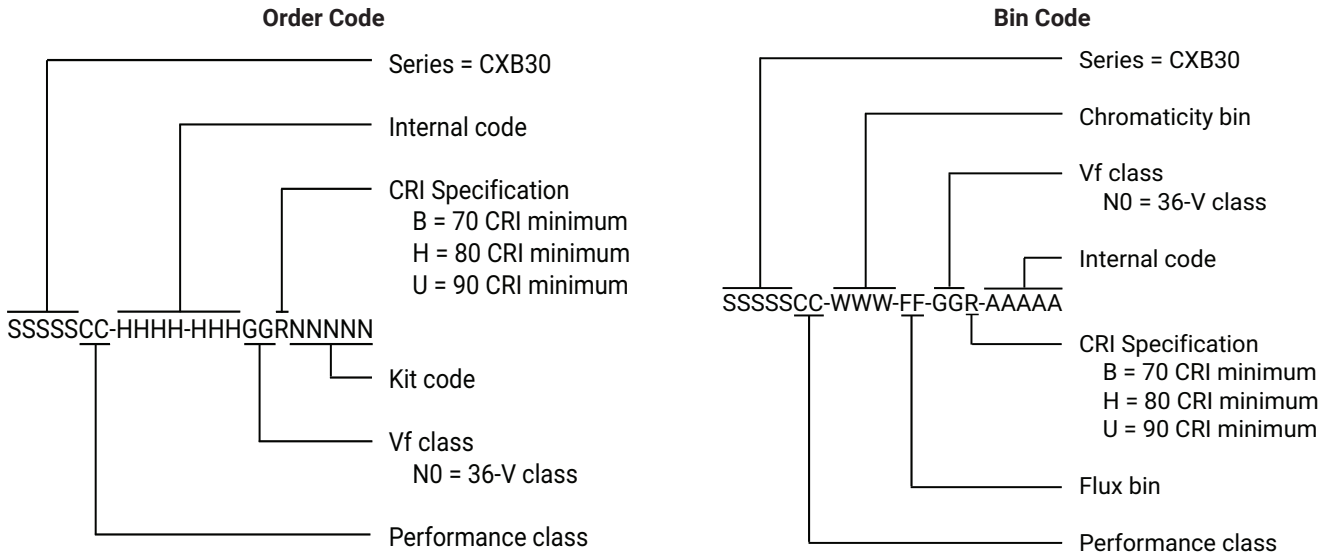 Order Code
Series = CXB30
Internal code
CRI Specification
B = 70 CRI minimum
H = 80 CRI minimum
U = 90 CRI minimum
SSSSSCC-HHHH-HHHGGRNNNNN
Kit code
Vf class
N0 = 36-V class
Performance class
Bin Code
Series = CXB30
Chromaticity bin
Vf class
N0 = 36-V class
Internal code
SSSSSCC-WWW-FF-GGR-AAAAA
CRI Specification
B = 70 CRI minimum
H = 80 CRI minimum
U = 90 CRI minimum
Flux bin
Performance class